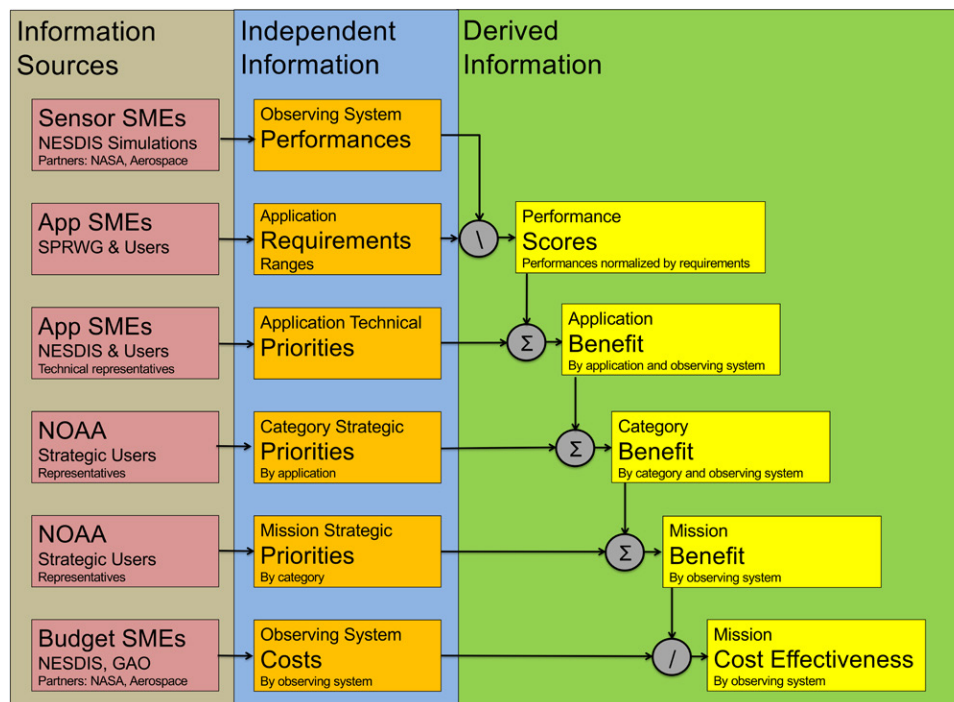 Information
Sources
Independent
Information
Derived
Information
Sensor SMEs
NESDIS Simulations
Partners: NASA, Aerospace
Observing System
Performances
App SMEs
SPRWG & Users
Application
Requirements
Ranges
\
Performance
Scores
Performances normalized by requirements
App SMEs
NESDIS & Users
Technical representatives
Application Technical
Priorities
Σ
Application
Benefit
By application and observing system
NOAA
Strategic Users
Representatives
Category Strategic
Priorities
By application
Σ
Category
Benefit
By category and observing system
NOAA
Strategic Users
Representatives
Mission Strategic
Priorities
By category
Σ
Mission
Benefit
By observing system
Budget SMEs
NESDIS, GAO
Partners: NASA, Aerospace
Observing System
Costs
By observing system
/
Mission
Cost Effectiveness
By observing system